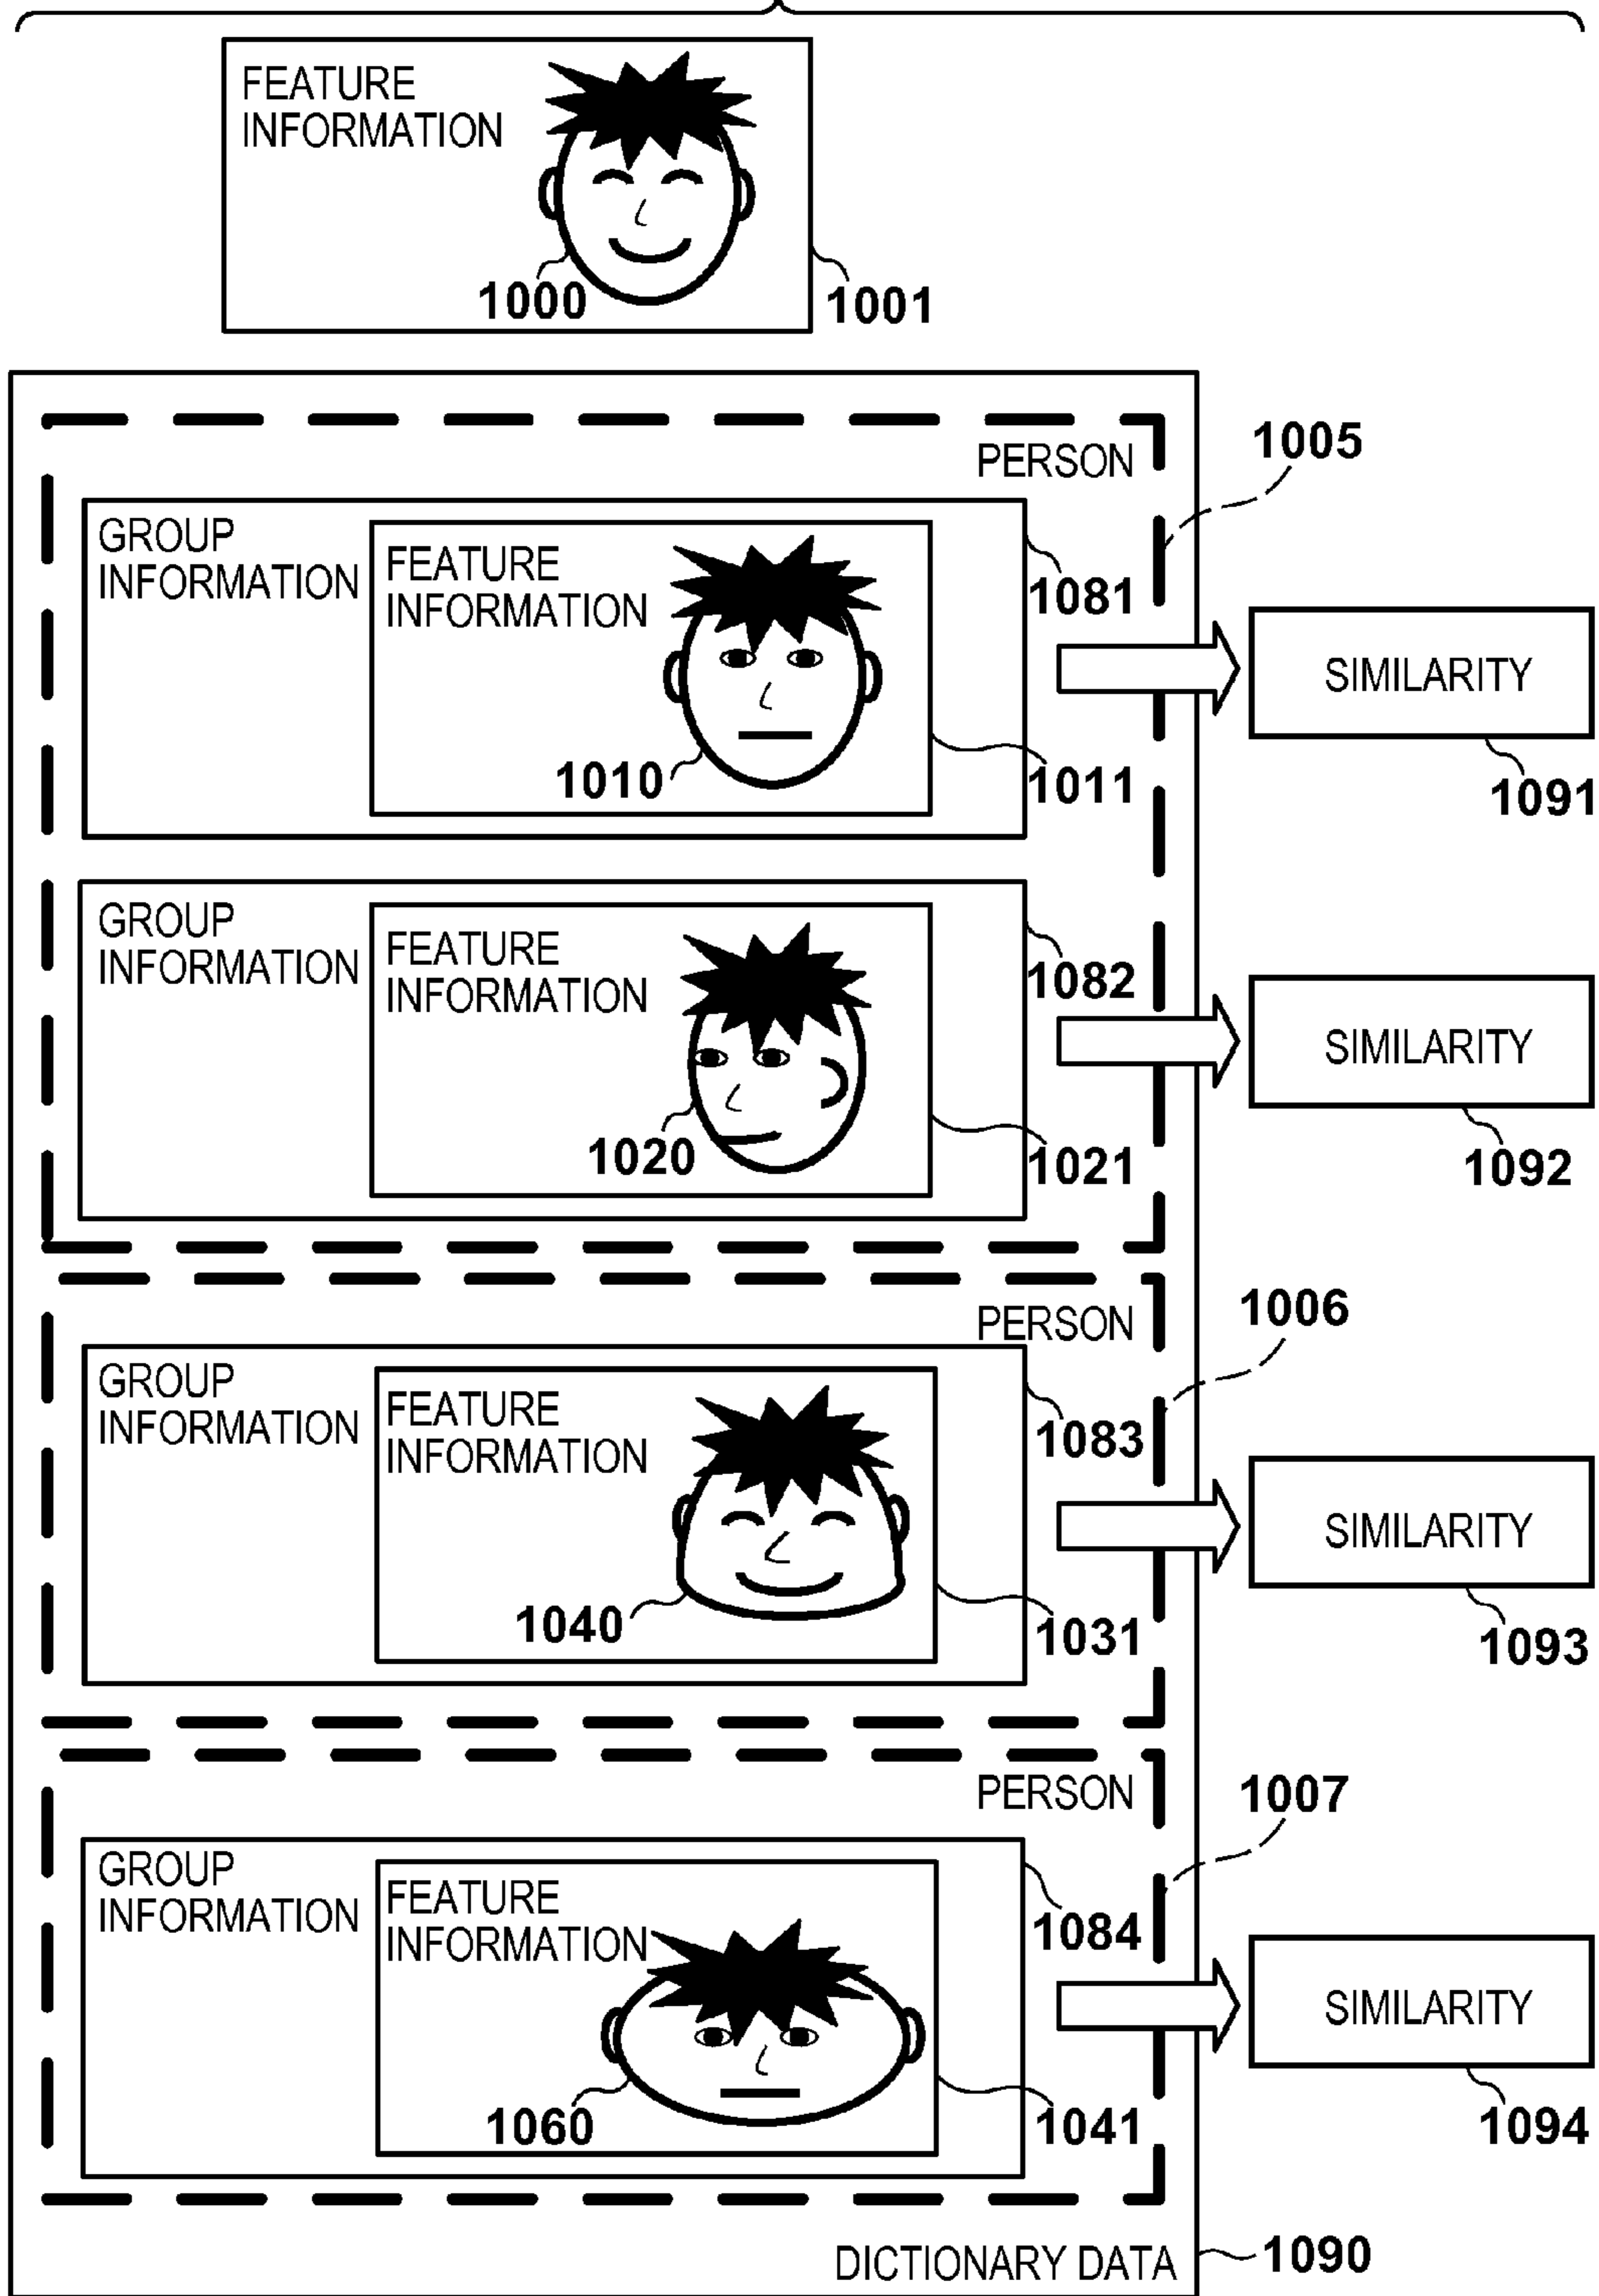 FEATURE
INFORMATION
1000
1001
PERSON
1005
GROUP
INFORMATION
FEATURE
INFORMATION
1081
SIMILARITY
1010
1011
1091
GROUP
INFORMATION
FEATURE
INFORMATION
1082
SIMILARITY
1020
1021
1092
PERSON
1006
GROUP
INFORMATION
FEATURE
INFORMATION
1083
SIMILARITY
1040
1031
1093
PERSON
1007
GROUP
INFORMATION
FEATURE
INFORMATION
1084
SIMILARITY
1060
1041
1094
DICTIONARY DATA
1090